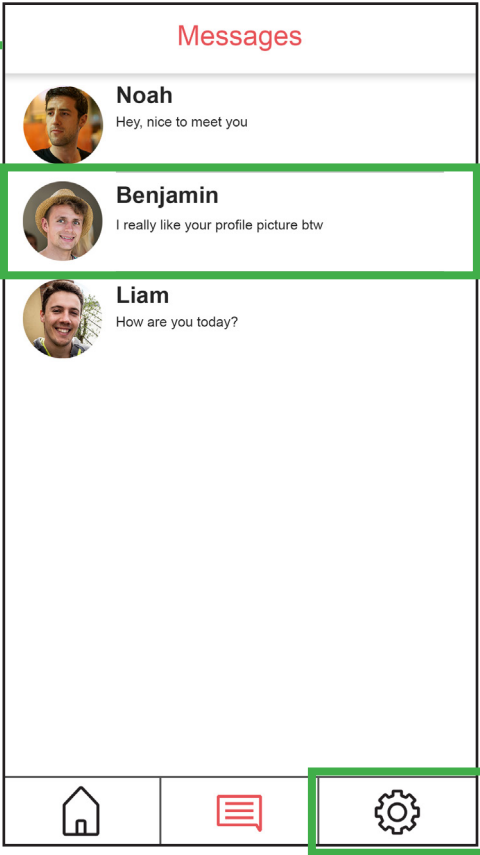 Messages
Noah
Hey, nice to meet you
Benjamin
I really like your profile picture btw
Liam
How are you today?